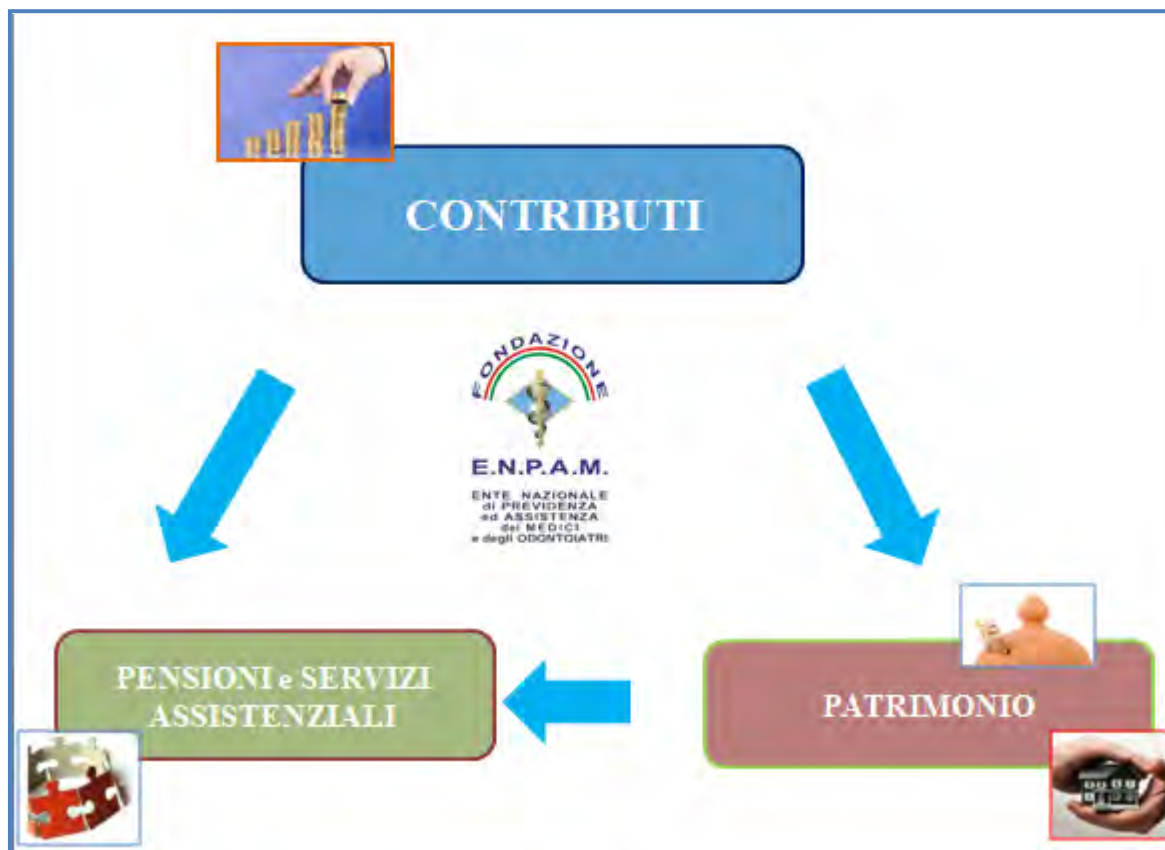 CONTRIBUTI
FONDAZIONE
E.N.P.A.M.
ENTE NAZIONALE
di PREVIDENZA
ed ASSISTENZA
dei MEDICI
e degli ODONTOIATRI
PENSIONI e SERVIZI
ASSISTENZIALI
PATRIMONIO